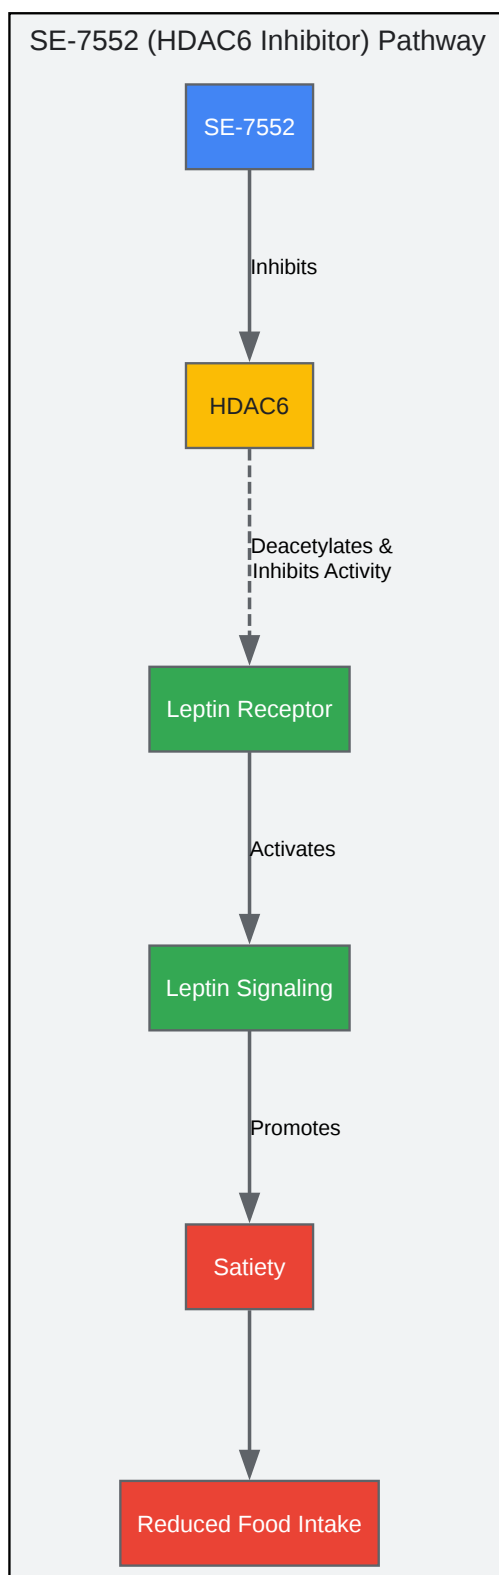 SE-7552 (HDAC6 Inhibitor) Pathway
SE-7552
Inhibits
HDAC6
Deacetylates &
Inhibits Activity
Leptin Receptor
Activates
Leptin Signaling
Promotes
Satiety
Reduced Food Intake